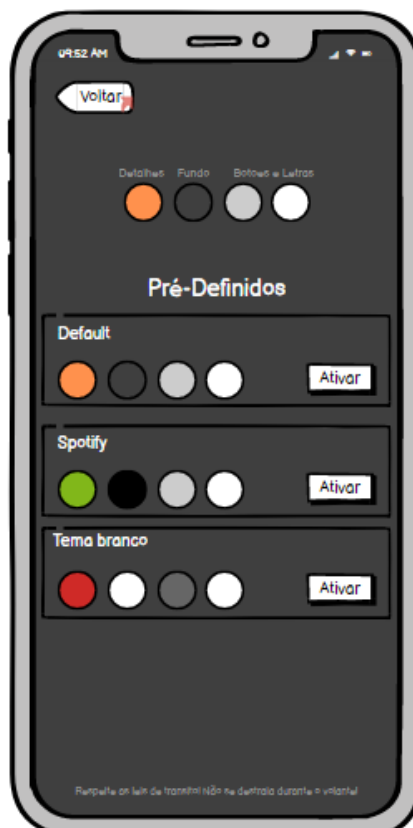 09:52 AM
Voltar
Detalhes Fundo Botoes e Letras
Pré-Definidos
Default
Ativar
Spotify
Ativar
Tema branco
Ativar
Respeite as leis de transito! Não se destraia durante o volante!